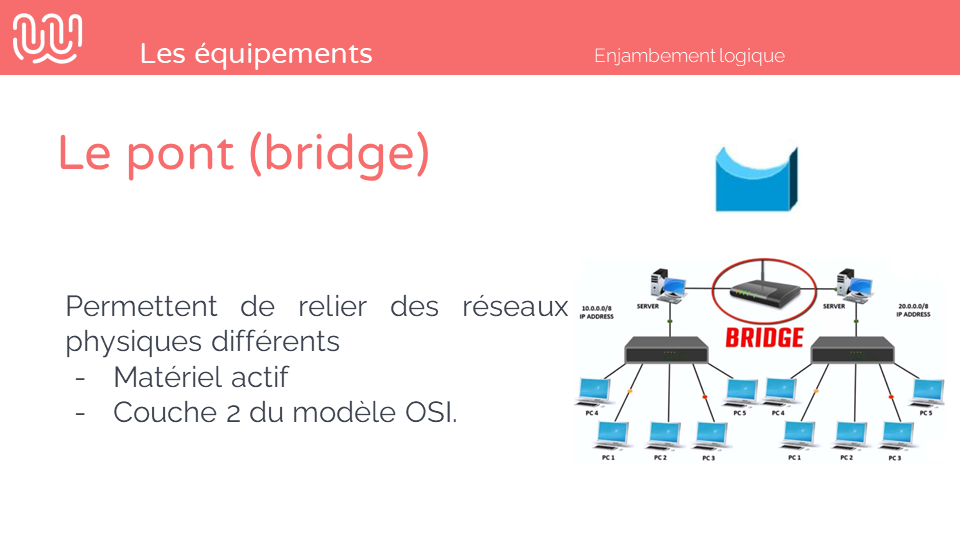 Les équipements
Enjambement logique
Le pont (bridge)
Permettent de relier des réseaux
physiques différents
- Matériel actif
- Couche 2 du modèle OSI.
10.0.0.0/8
IP ADDRESS
SERVER
BRIDGE
SERVER
20.0.0.0/8
IP ADDRESS
PC 4
PC 5
PC 4
PC 5
PC 1
PC 2
PC 3
PC 1
PC 2
PC 3